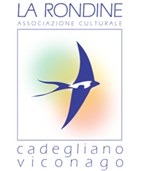 LA RONDINE
ASSOCIAZIONE CULTURALE
cadegliano
viconago